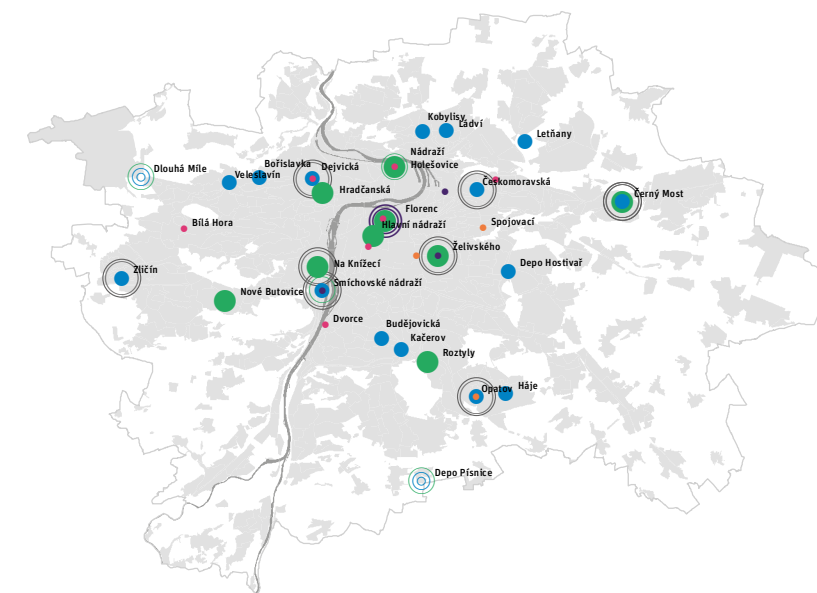 Kobylisy
Ládví
Letňany
Nádraží
Holešovice
Bořislavka
Dejvická
Dlouhá Míle
Veleslavín
Hradčanská
Českomoravská
Černý Most
Florenc
Bílá Hora
Hlavní nádraží
Spojovací
Želivského
Zličín
Na Knížecí
Depo Hostivař
Smíchovské nádraží
Nové Butovice
Dvorce
Budějovická
Kačerov
Roztyly
Opatov
Háje
Depo Písnice